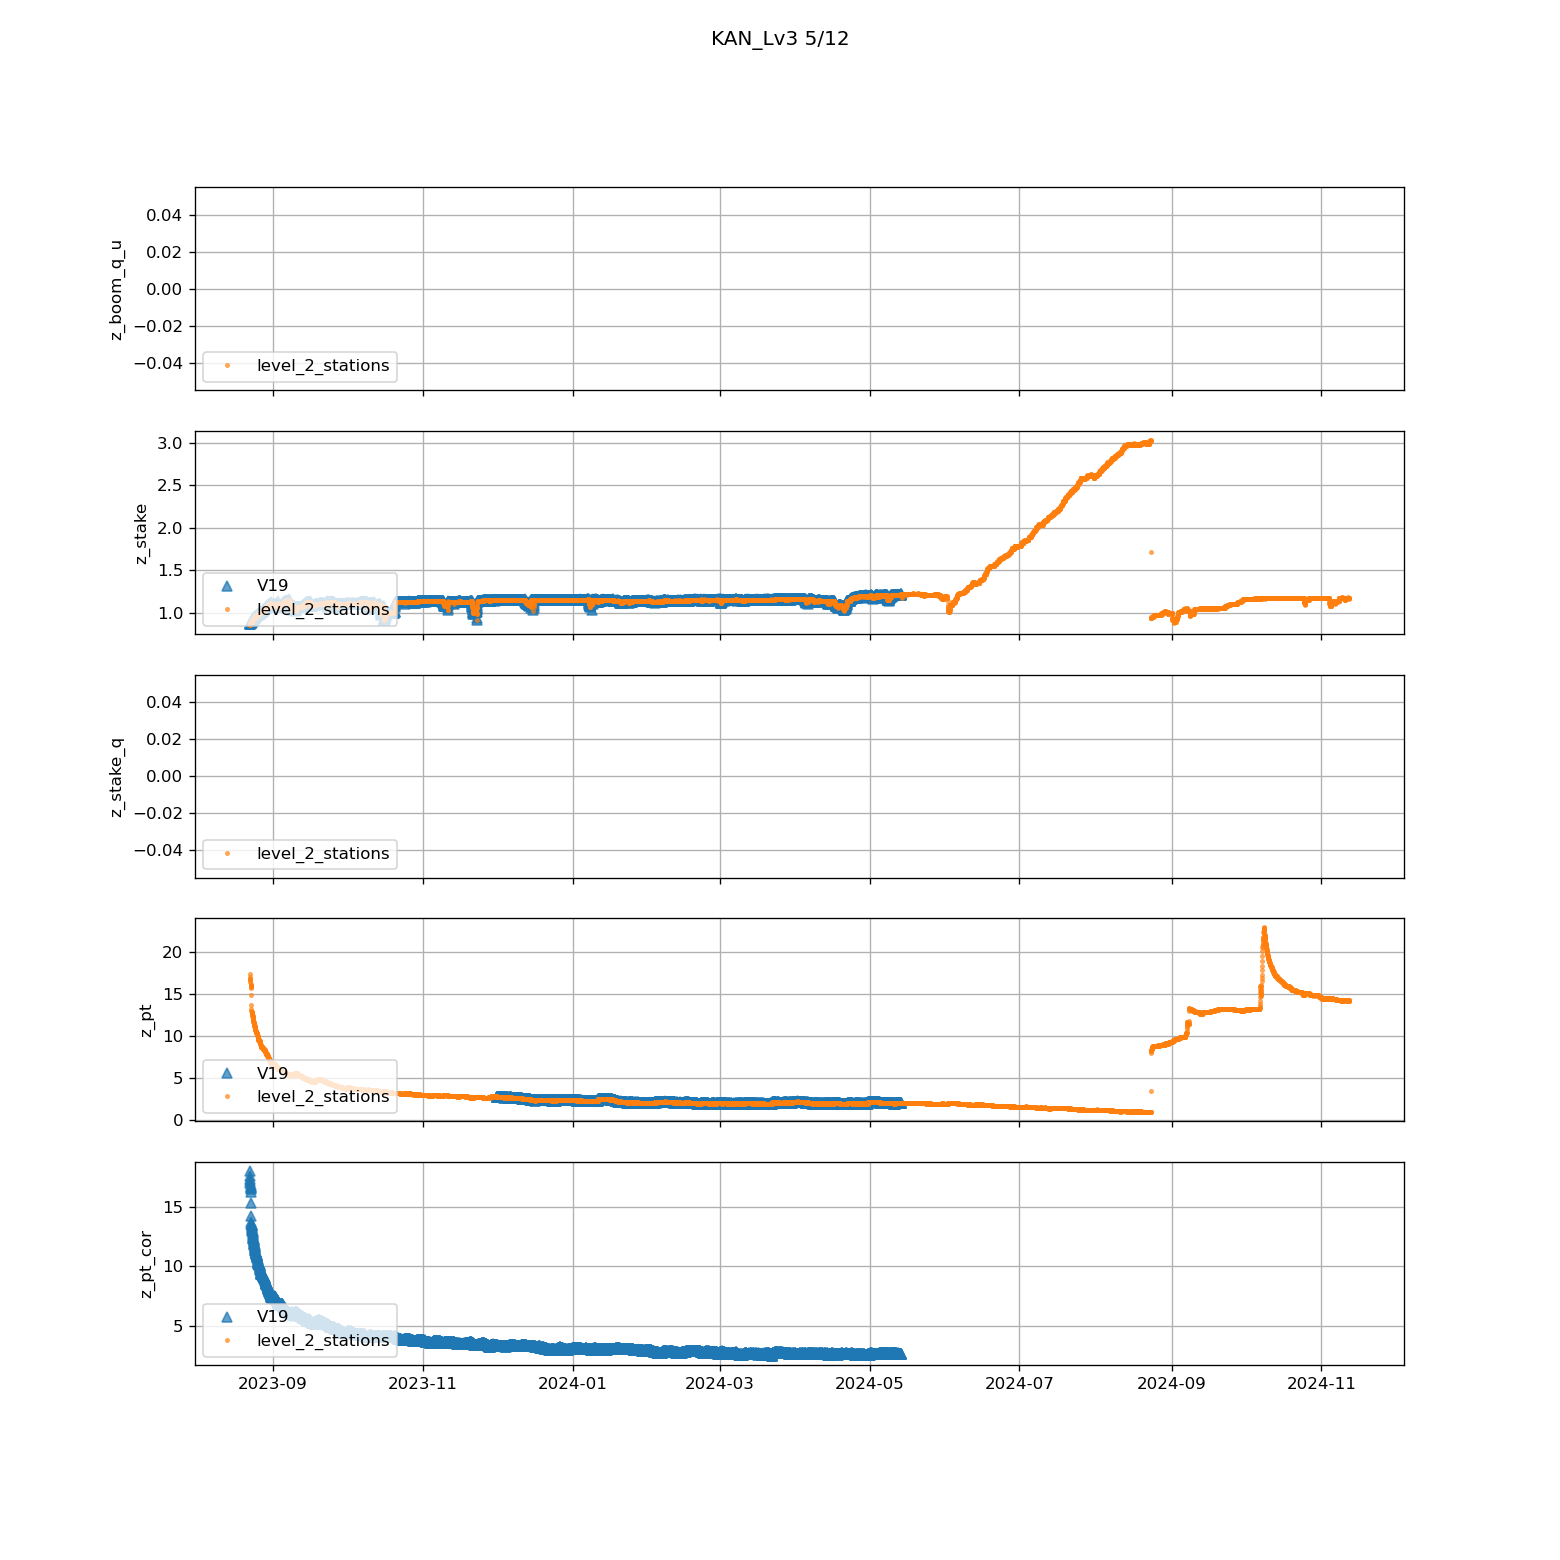 KAN_Lv3 5/12
z_boom_q_u
0.04
0.02
0.00
−0.02
−0.04
level_2_stations
z_stake
3.0
2.5
2.0
1.5
1.0
V19
level_2_stations
z_stake_q
0.04
0.02
0.00
−0.02
−0.04
level_2_stations
z_pt
20
15
10
5
0
V19
level_2_stations
z_pt_cor
15
10
5
V19
level_2_stations
2023-09 2023-11 2024-01 2024-03 2024-05 2024-07 2024-09 2024-11